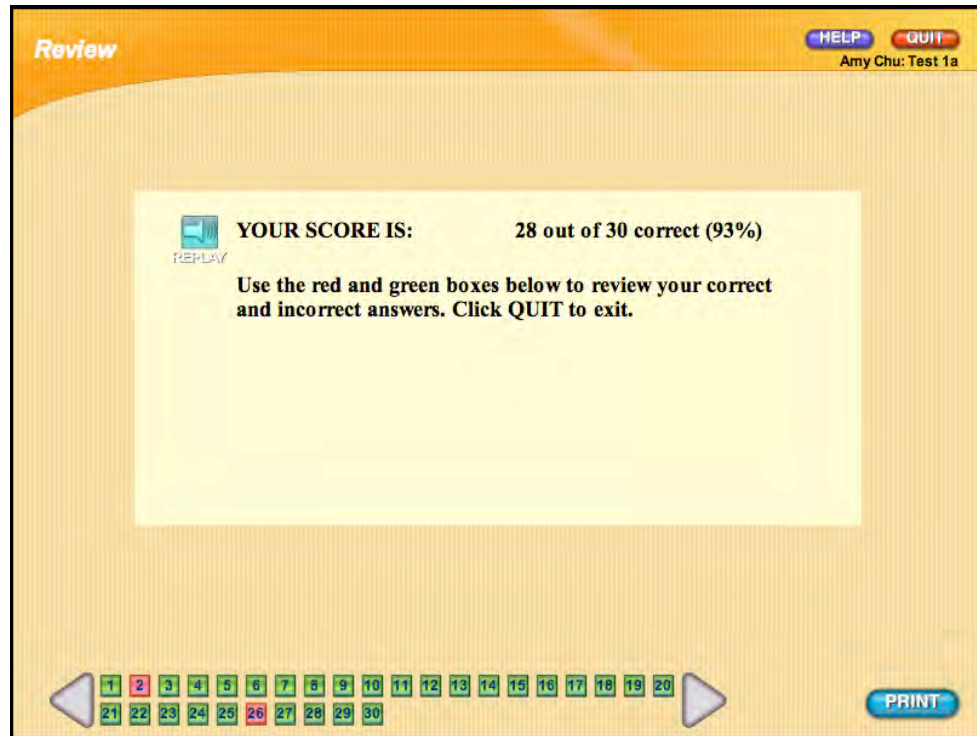 Review
HELP QUIT
Amy Chu: Test 1a
YOUR SCORE IS: 28 out of 30 correct (93%)
REPLAY
Use the red and green boxes below to review your correct
and incorrect answers. Click QUIT to exit.
1 2 3 4 5 6 7 8 9 10 11 12 13 14 15 16 17 18 19 20
21 22 23 24 25 26 27 28 29 30
PRINT